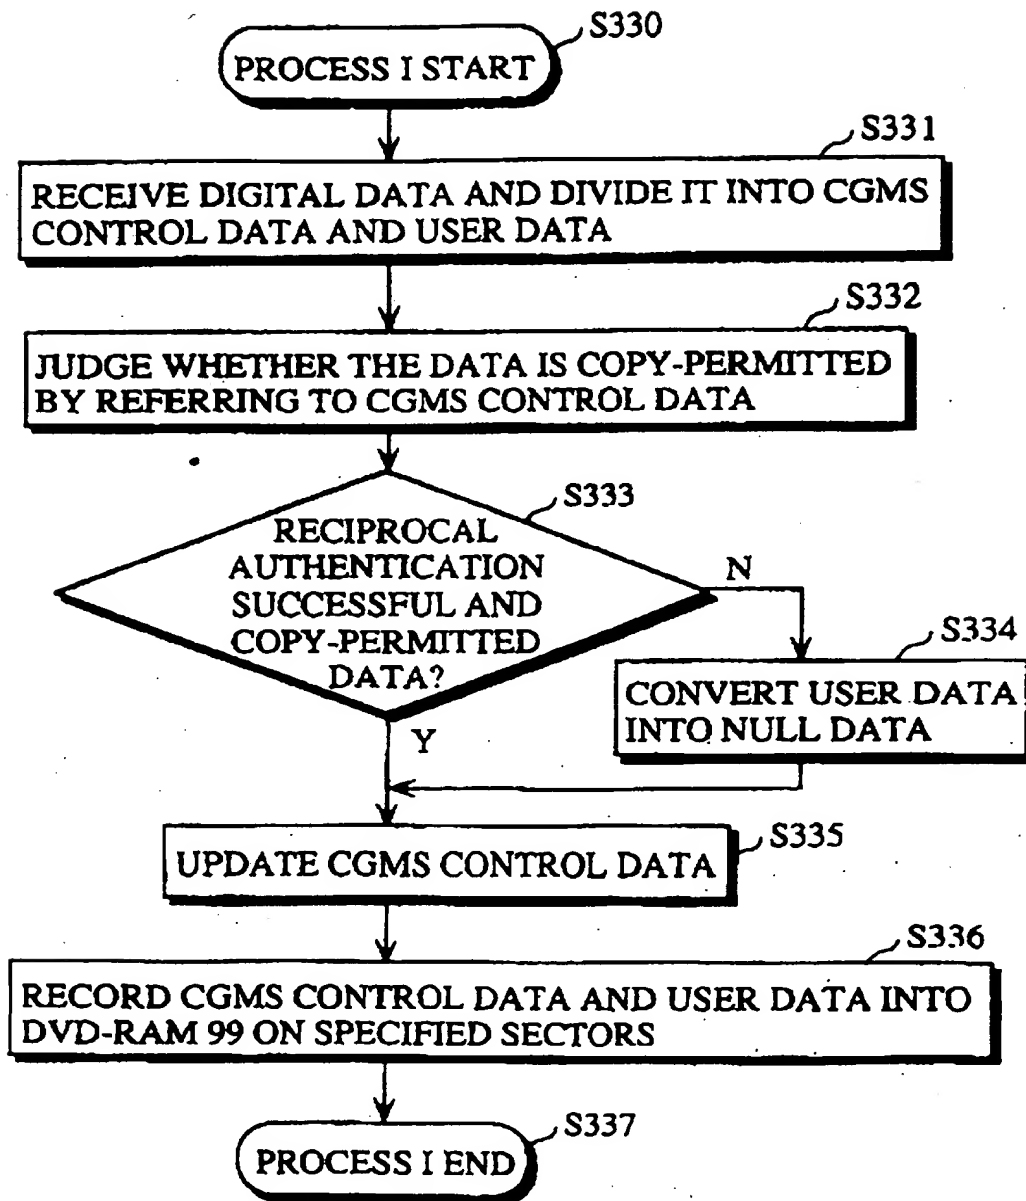 S330
PROCESS I START
S331
RECEIVE DIGITAL DATA AND DIVIDE IT INTO CGMS
CONTROL DATA AND USER DATA
S332
JUDGE WHETHER THE DATA IS COPY-PERMITTED
BY REFERRING TO CGMS CONTROL DATA
S333
RECIPROCAL
AUTHENTICATION
SUCCESSFUL AND
COPY-PERMITTED
DATA?
N
S334
CONVERT USER DATA
INTO NULL DATA
Y
S335
UPDATE CGMS CONTROL DATA
S336
RECORD CGMS CONTROL DATA AND USER DATA INTO
DVD-RAM 99 ON SPECIFIED SECTORS
S337
PROCESS I END